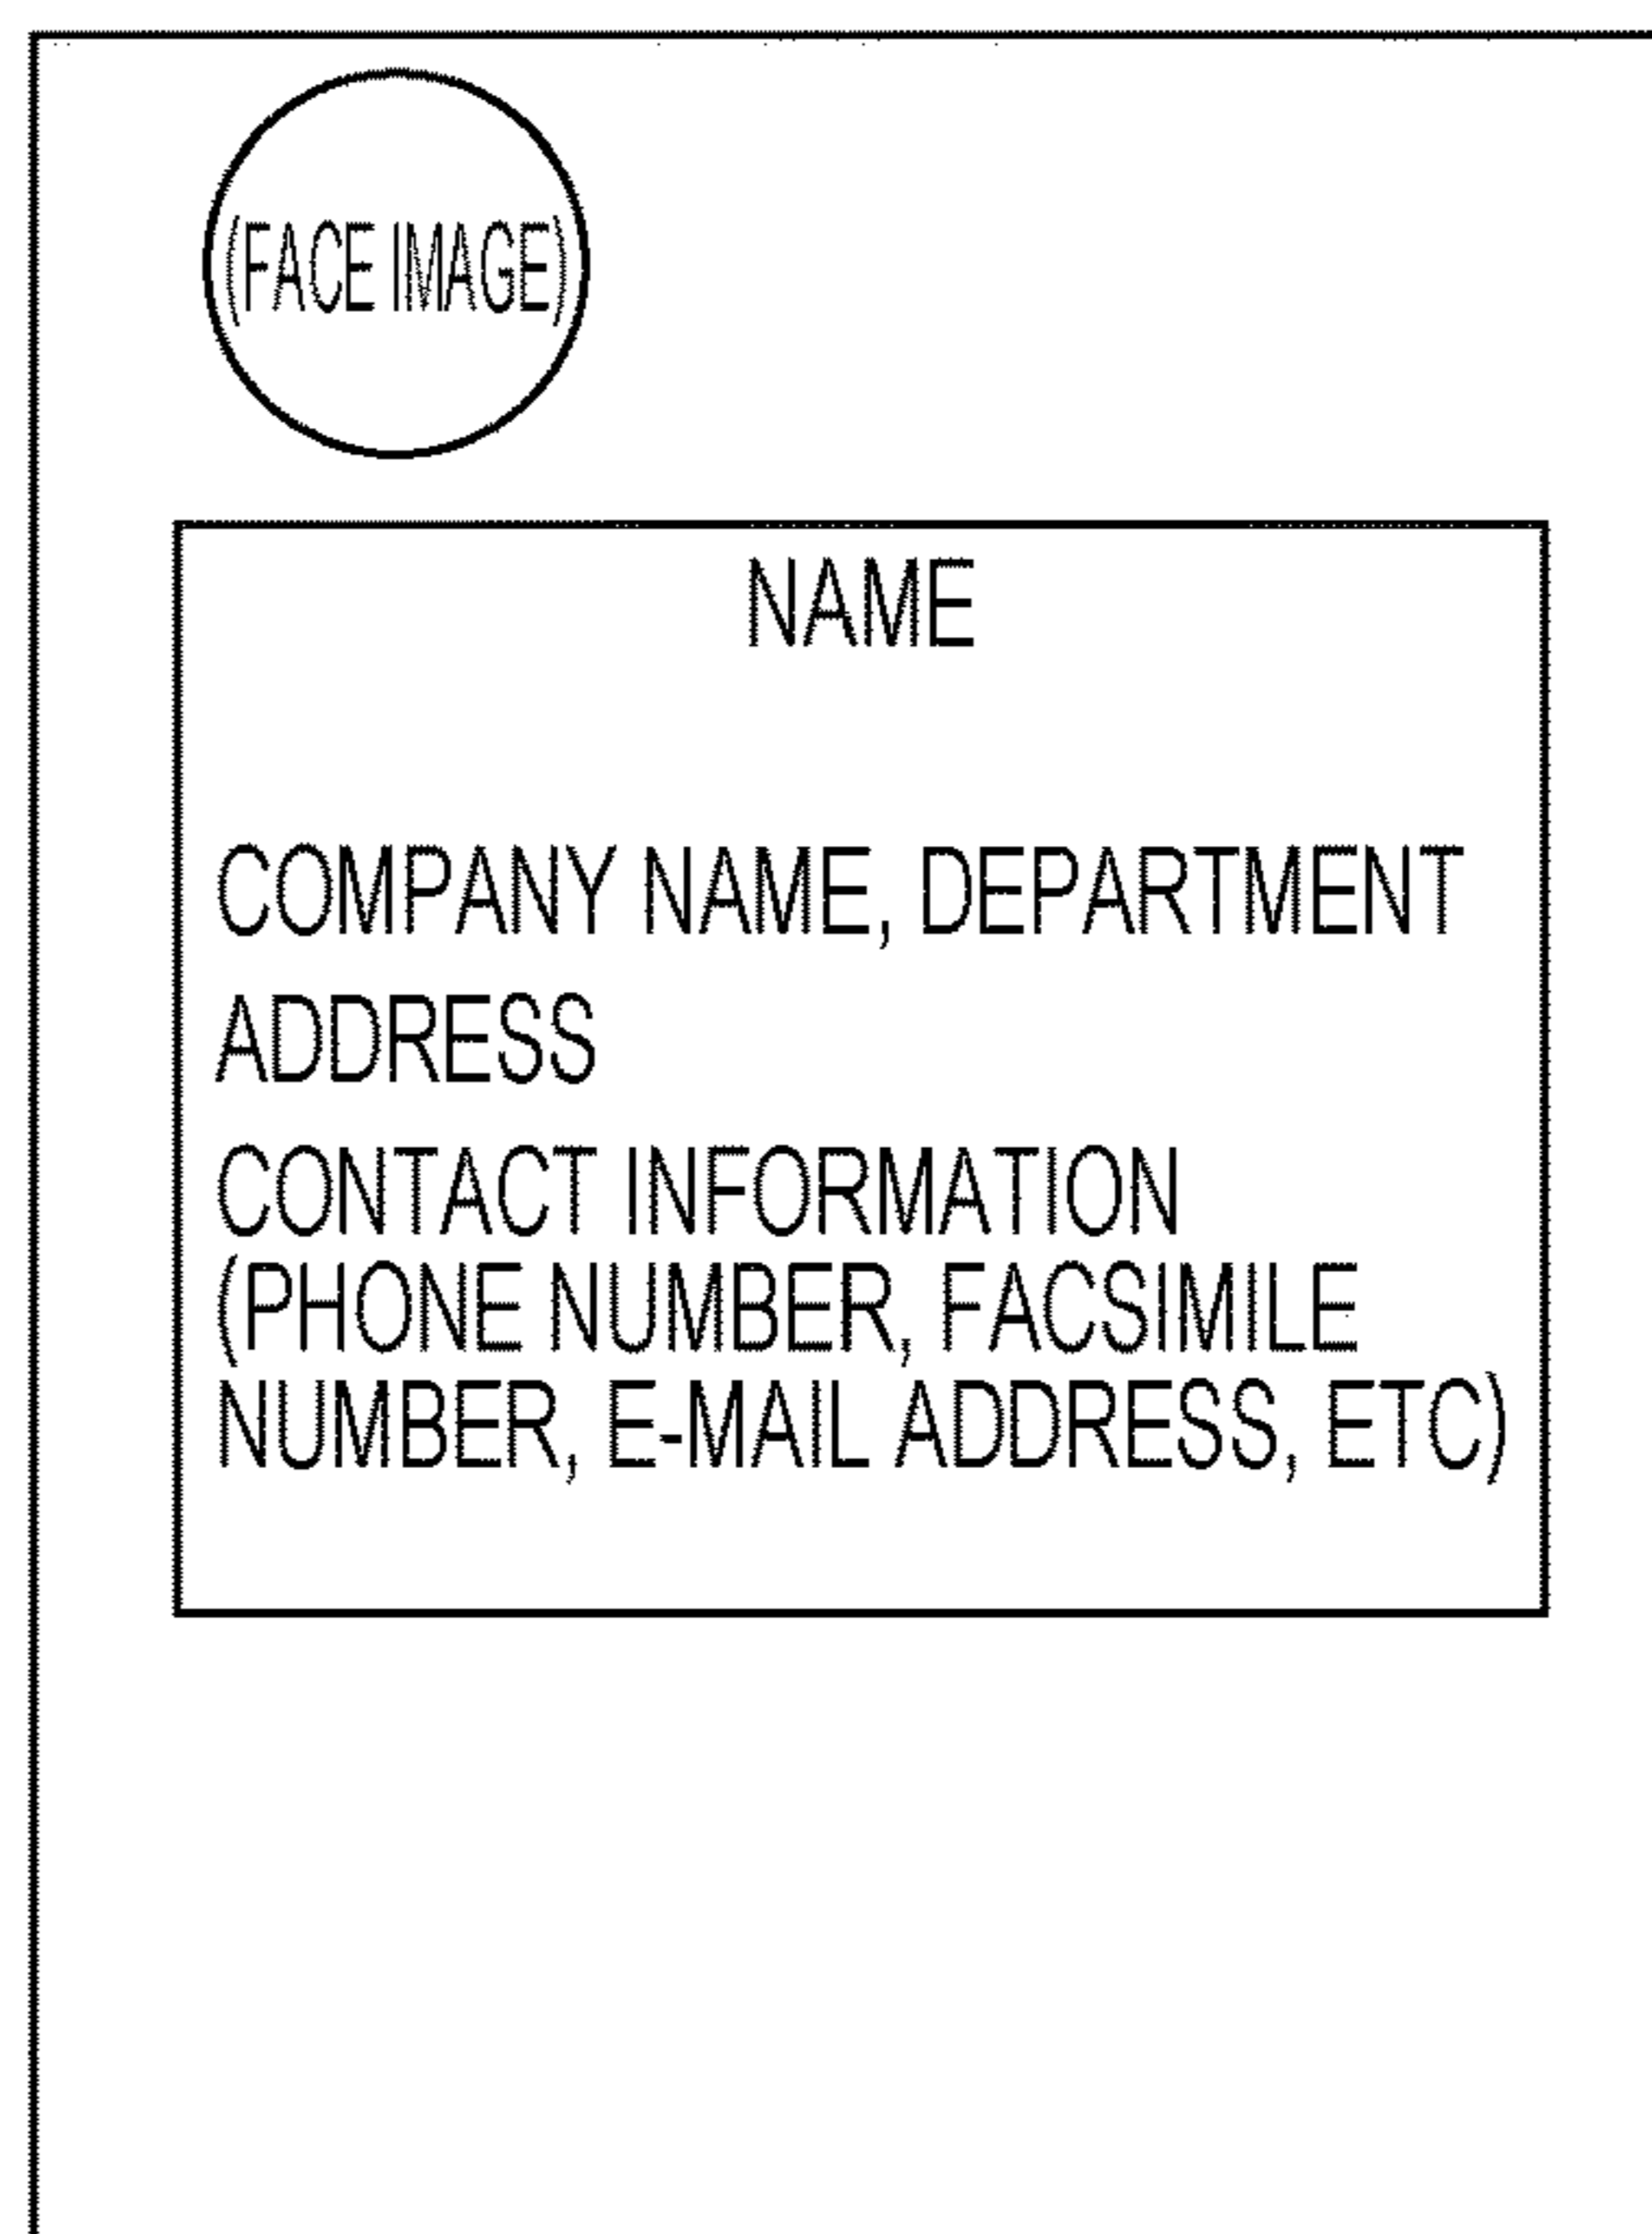 (FACE IMAGE)
NAME
COMPANY NAME, DEPARTMENT
ADDRESS
CONTACT INFORMATION
(PHONE NUMBER, FACSIMILE
NUMBER, E-MAIL ADDRESS, ETC)